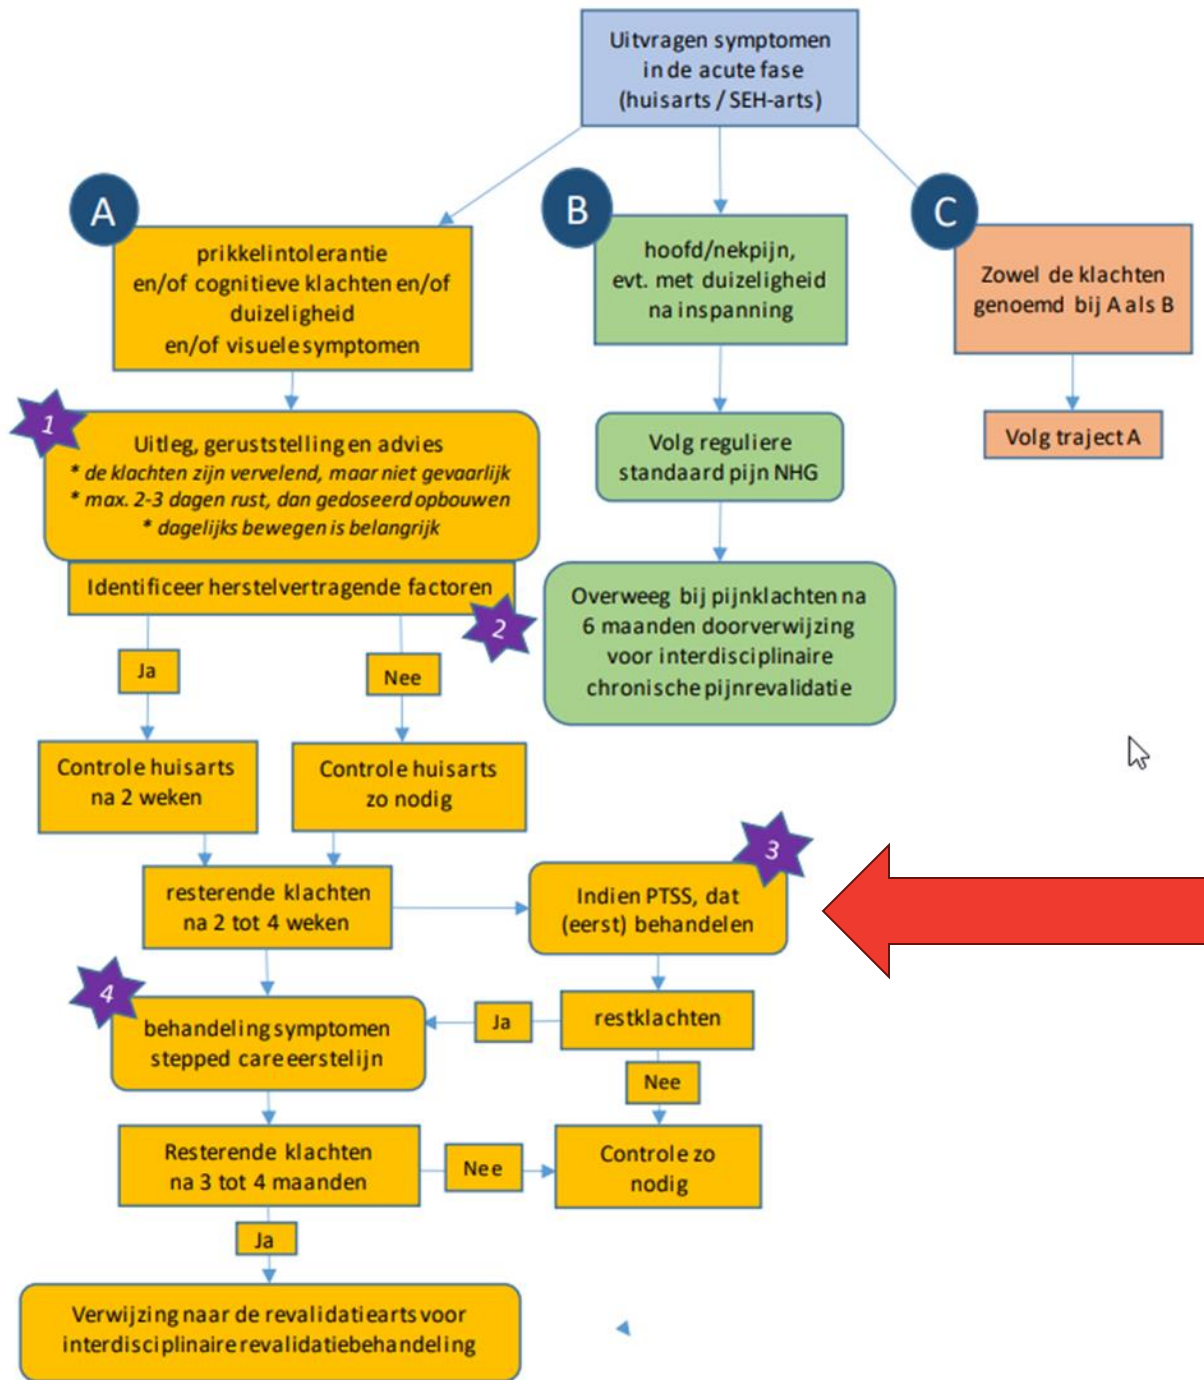 Uitvragen symptomen
in de acute fase
(huisarts / SEH-arts)
A
prikkelintolerantie
en/of cognitieve klachten en/of
duizeligheid
en/of visuele symptomen
1
Uitleg, geruststelling en advies
* de klachten zijn vervelend, maar niet gevaarlijk
* max. 2-3 dagen rust, dan gedoseerd opbouwen
* dagelijks bewegen is belangrijk
Identificeer herstelvertragende factoren
2
Ja
Nee
Controle huisarts
na 2 weken
Controle huisarts
zo nodig
resterende klachten
na 2 tot 4 weken
3
Indien PTSS, dat
(eerst) behandelen
restklachten
Ja
Nee
4
behandeling symptomen
stepped care eerstelijn
Resterende klachten
na 3 tot 4 maanden
Nee
Controle zo
nodig
Ja
Verwijzing naar de revalidatiearts voor
interdisciplinaire revalidatiebehandeling
B
hoofd/nekpijn,
evt. met duizeligheid
na inspanning
Volg reguliere
standaard pijn NHG
Overweeg bij pijnklachten na
6 maanden doorverwijzing
voor interdisciplinaire
chronische pijnrevalidatie
C
Zowel de klachten
genoemd bij A als B
Volg traject A